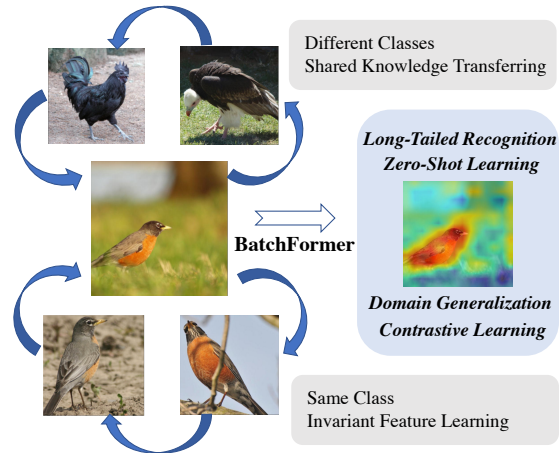 Different Classes
Shared Knowledge Transferring
Long-Tailed Recognition
Zero-Shot Learning
BatchFormer
Domain Generalization
Contrastive Learning
Same Class
Invariant Feature Learning